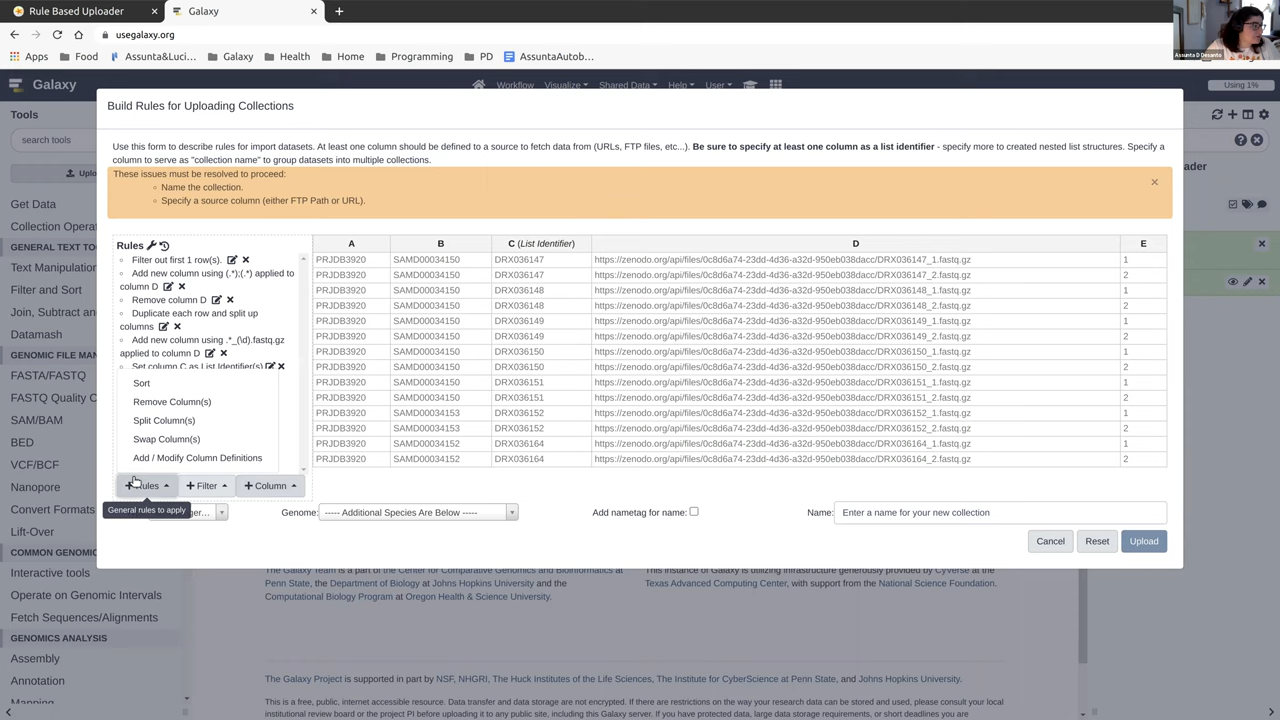 Rule Based Uploader
Galaxy
usegalaxy.org
Apps Food Assunta&Luci... Galaxy Health Home Programming PD AssuntaAutob...
Assunta D Desanto
Galaxy Workflow Visualize Shared Data Help User Using 1%
Build Rules for Uploading Collections
Tools
search tools
Use this form to describe rules for import datasets. At least one column should be defined to a source to fetch data from (URLs, FTP files, etc...). Be sure to specify at least one column as a list identifier - specify more to created nested list structures. Specify a
column to serve as "collection name" to group datasets into multiple collections.
These issues must be resolved to proceed:
Name the collection.
Specify a source column (either FTP Path or URL).
Get Data
Collection Opera
GENERAL TEXT TO
Text Manipulation
Filter and Sort
Join, Subtract an
Datamash
GENOMIC FILE MAN
FASTA/FASTQ
FASTQ Quality C
SAM/BAM
BED
VCF/BCF
Nanopore
Convert Formats
Lift-Over
COMMON GENOMIC
Interactive tools
Operate on Genomic Intervals
Fetch Sequences/Alignments
GENOMICS ANALYSIS
Assembly
Annotation
Mapping
Rules
Filter out first 1 row(s).
Add new column using (.*);(.*) applied to
column D
Remove column D
Duplicate each row and split up
columns
Add new column using .*_(\d).fastq.gz
applied to column D
Set column C as List Identifier(s)
Sort
Remove Column(s)
Split Column(s)
Swap Column(s)
Add / Modify Column Definitions
Rules Filter Column
General rules to apply
A B C (List Identifier) D E
PRJDB3920 SAMD00034150 DRX036147 https://zenodo.org/api/files/0c8d6a74-23dd-4d36-a32d-950eb038dacc/DRX036147_1.fastq.gz 1
PRJDB3920 SAMD00034150 DRX036147 https://zenodo.org/api/files/0c8d6a74-23dd-4d36-a32d-950eb038dacc/DRX036147_2.fastq.gz 2
PRJDB3920 SAMD00034150 DRX036148 https://zenodo.org/api/files/0c8d6a74-23dd-4d36-a32d-950eb038dacc/DRX036148_1.fastq.gz 1
PRJDB3920 SAMD00034150 DRX036148 https://zenodo.org/api/files/0c8d6a74-23dd-4d36-a32d-950eb038dacc/DRX036148_2.fastq.gz 2
PRJDB3920 SAMD00034150 DRX036149 https://zenodo.org/api/files/0c8d6a74-23dd-4d36-a32d-950eb038dacc/DRX036149_1.fastq.gz 1
PRJDB3920 SAMD00034150 DRX036149 https://zenodo.org/api/files/0c8d6a74-23dd-4d36-a32d-950eb038dacc/DRX036149_2.fastq.gz 2
PRJDB3920 SAMD00034150 DRX036150 https://zenodo.org/api/files/0c8d6a74-23dd-4d36-a32d-950eb038dacc/DRX036150_1.fastq.gz 1
PRJDB3920 SAMD00034150 DRX036150 https://zenodo.org/api/files/0c8d6a74-23dd-4d36-a32d-950eb038dacc/DRX036150_2.fastq.gz 2
PRJDB3920 SAMD00034150 DRX036151 https://zenodo.org/api/files/0c8d6a74-23dd-4d36-a32d-950eb038dacc/DRX036151_1.fastq.gz 1
PRJDB3920 SAMD00034150 DRX036151 https://zenodo.org/api/files/0c8d6a74-23dd-4d36-a32d-950eb038dacc/DRX036151_2.fastq.gz 2
PRJDB3920 SAMD00034153 DRX036152 https://zenodo.org/api/files/0c8d6a74-23dd-4d36-a32d-950eb038dacc/DRX036152_1.fastq.gz 1
PRJDB3920 SAMD00034153 DRX036152 https://zenodo.org/api/files/0c8d6a74-23dd-4d36-a32d-950eb038dacc/DRX036152_2.fastq.gz 2
PRJDB3920 SAMD00034152 DRX036164 https://zenodo.org/api/files/0c8d6a74-23dd-4d36-a32d-950eb038dacc/DRX036164_1.fastq.gz 1
PRJDB3920 SAMD00034152 DRX036164 https://zenodo.org/api/files/0c8d6a74-23dd-4d36-a32d-950eb038dacc/DRX036164_2.fastq.gz 2
Genome: ----- Additional Species Are Below ----- Add nametag for name: Name: Enter a name for your new collection
Cancel Reset Upload
The Galaxy Team is a part of the Center for Comparative Genomics and Bioinformatics at
Penn State, the Department of Biology at Johns Hopkins University and the
Computational Biology Program at Oregon Health & Science University.
This instance of Galaxy is utilizing infrastructure generously provided by CyVerse at the
Texas Advanced Computing Center, with support from the National Science Foundation.
The Galaxy Project is supported in part by NSF, NHGRI, The Huck Institutes of the Life Sciences, The Institute for CyberScience at Penn State, and Johns Hopkins University.
This is a free, public, internet accessible resource. Data transfer and data storage are not encrypted. If there are restrictions on the way your research data can be stored and used, please consult your local
institutional review board or the project PI before uploading it to any public site, including this Galaxy server. If you have protected data, large data storage requirements, or short deadlines you are